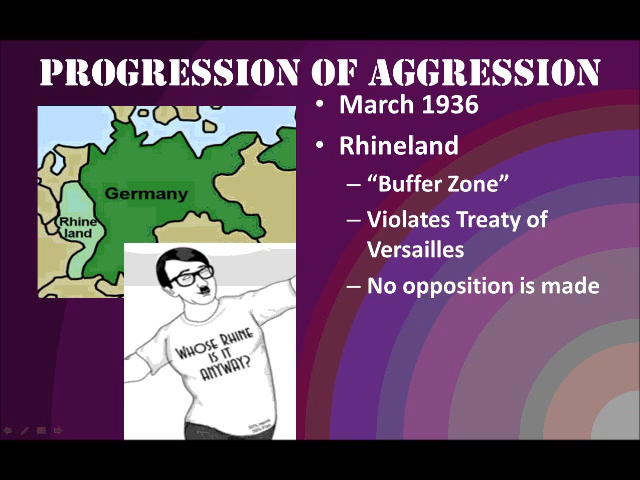 PROGRESSION OF AGGRESSION
• March 1936
• Rhineland
– “Buffer Zone”
– Violates Treaty of
Versailles
– No opposition is made
Germany
Rhine
land
WHOSE RHINE
IS IT
ANYWAY?